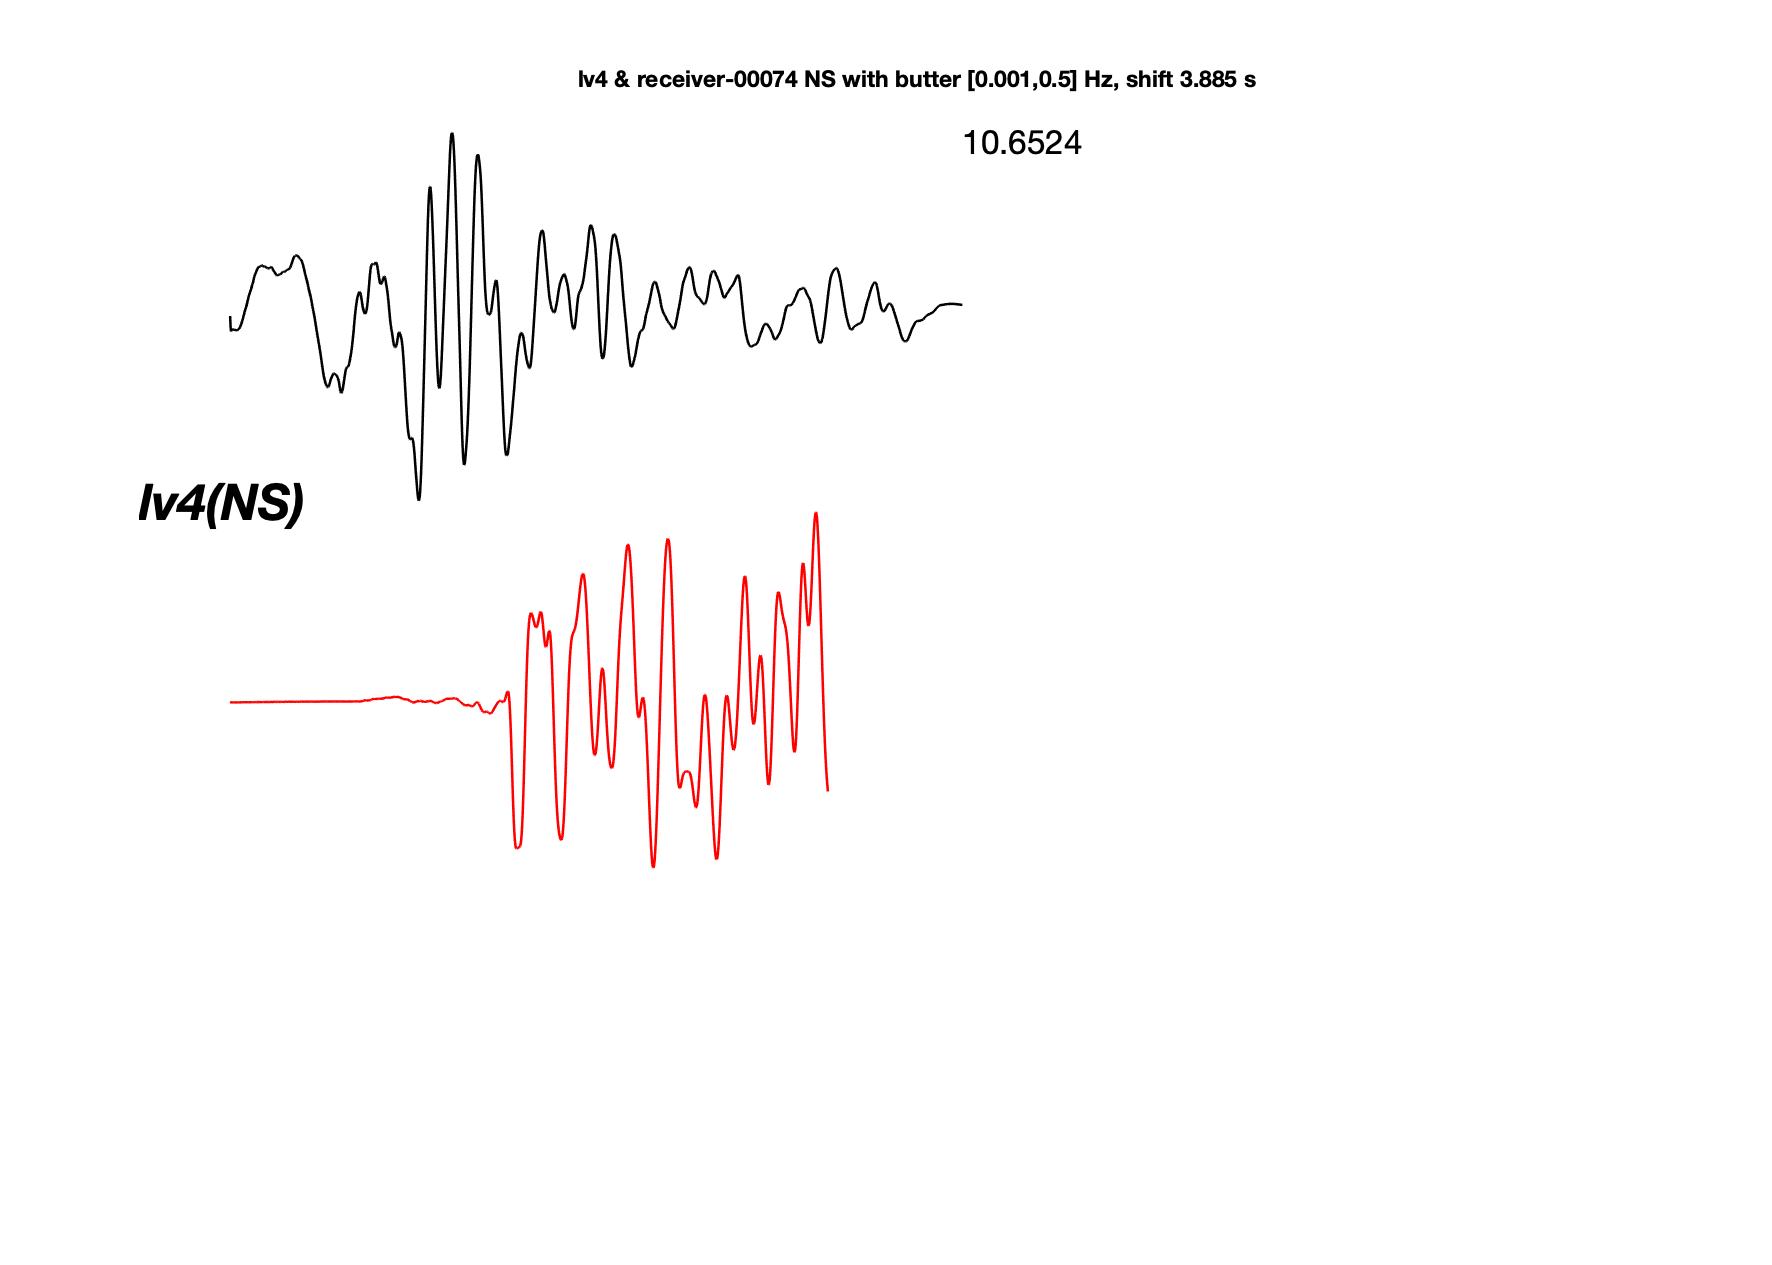 lv4 & receiver-00074 NS with butter [0.001,0.5] Hz, shift 3.885 s
10.6524
lv4(NS)